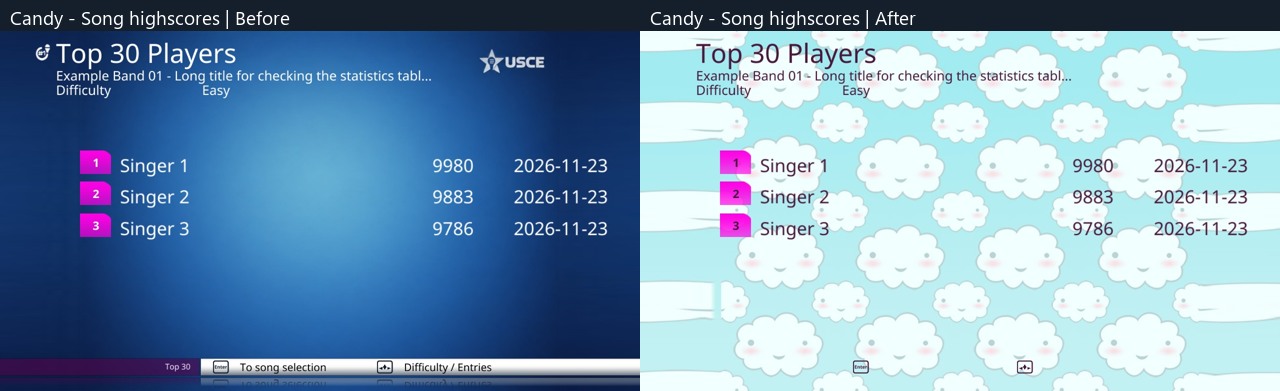 Candy - Song highscores | Before
Top 30 Players
USCE
Example Band 01 - Long title for checking the statistics tabl...
Difficulty Easy
1 Singer 1 9980 2026-11-23
2 Singer 2 9883 2026-11-23
3 Singer 3 9786 2026-11-23
Top 30 Enter To song selection Difficulty / Entries
Candy - Song highscores | After
Top 30 Players
Example Band 01 - Long title for checking the statistics tabl...
Difficulty Easy
1 Singer 1 9980 2026-11-23
2 Singer 2 9883 2026-11-23
3 Singer 3 9786 2026-11-23
Enter